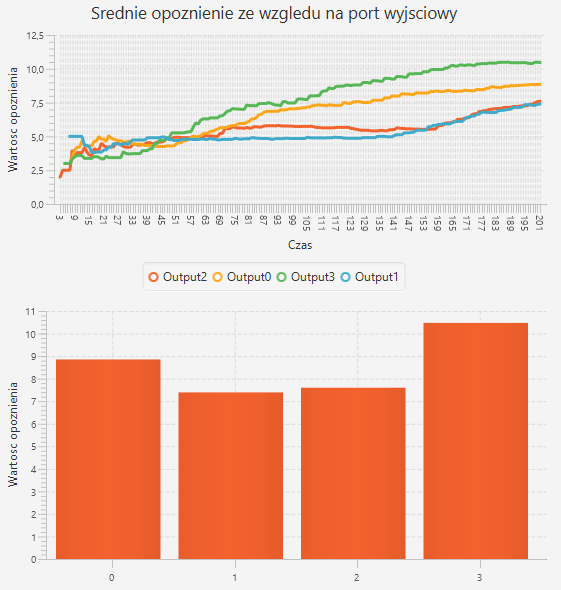 Srednie opoznienie ze wzgledu na port wyjsciowy
12,5
10,0
7,5
5,0
2,5
0,0
Wartosc opoznienia
3 9 15 21 27 33 39 45 51 57 63 69 75 81 87 93 99 105 111 117 123 129 135 141 147 153 159 165 171 177 183 189 195 201
Czas
Output2 Output0 Output3 Output1
11
10
9
8
7
6
5
4
3
2
1
0
Wartosc opoznienia
0 1 2 3